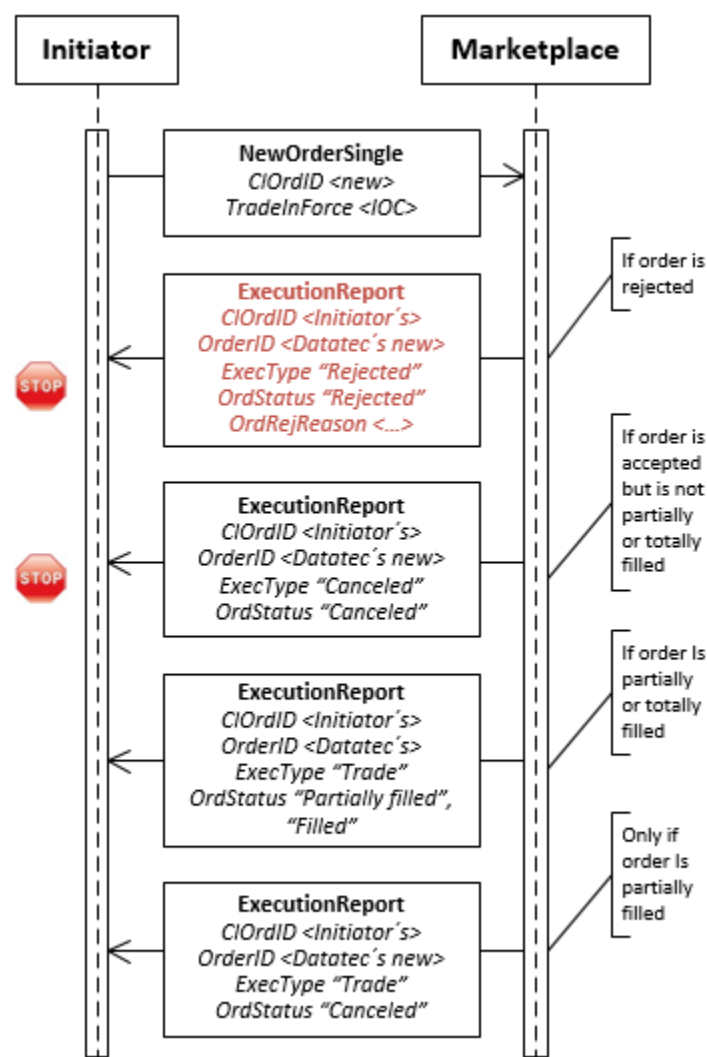 Initiator
Marketplace
NewOrderSingle
ClOrdID <new>
TradeInForce <IOC>
If order is
rejected
ExecutionReport
ClOrdID <Initiator´s>
OrderID <Datatec´s new>
ExecType “Rejected”
OrdStatus “Rejected”
OrdRejReason <...>
STOP
If order is
accepted
but is not
partially
or totally
filled
ExecutionReport
ClOrdID <Initiator´s>
OrderID <Datatec´s new>
ExecType “Canceled”
OrdStatus “Canceled”
STOP
If order Is
partially
or totally
filled
ExecutionReport
ClOrdID <Initiator´s>
OrderID <Datatec´s>
ExecType “Trade”
OrdStatus “Partially filled”,
“Filled”
Only if
order Is
partially
filled
ExecutionReport
ClOrdID <Initiator´s>
OrderID <Datatec´s new>
ExecType “Trade”
OrdStatus “Canceled”